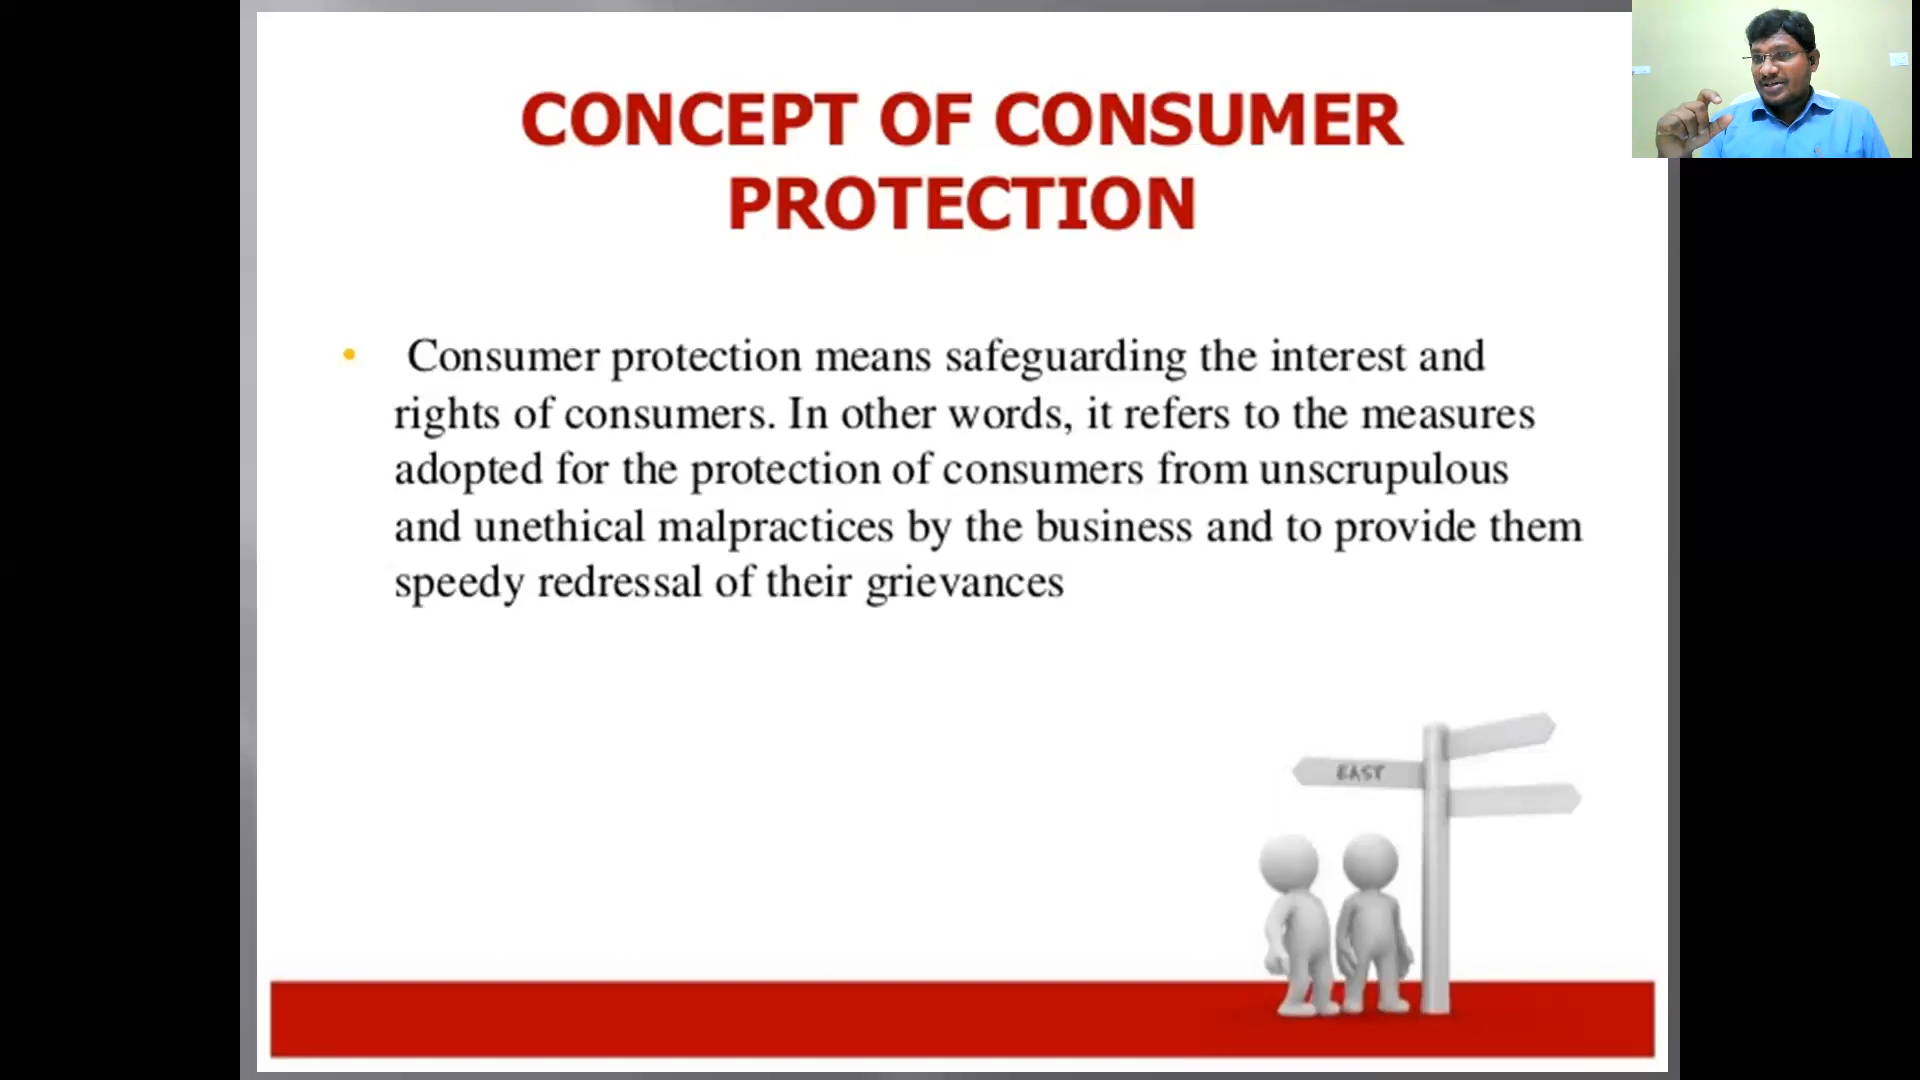 CONCEPT OF CONSUMER
PROTECTION
• Consumer protection means safeguarding the interest and
rights of consumers. In other words, it refers to the measures
adopted for the protection of consumers from unscrupulous
and unethical malpractices by the business and to provide them
speedy redressal of their grievances
EAST